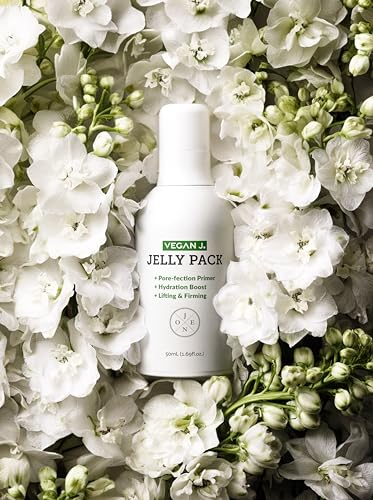 VEGAN J.
JELLY PACK
+ Pore-fection Primer
+ Hydration Boost
+ Lifting & Firming
J
O E
N
50mL (1.69fl.oz.)